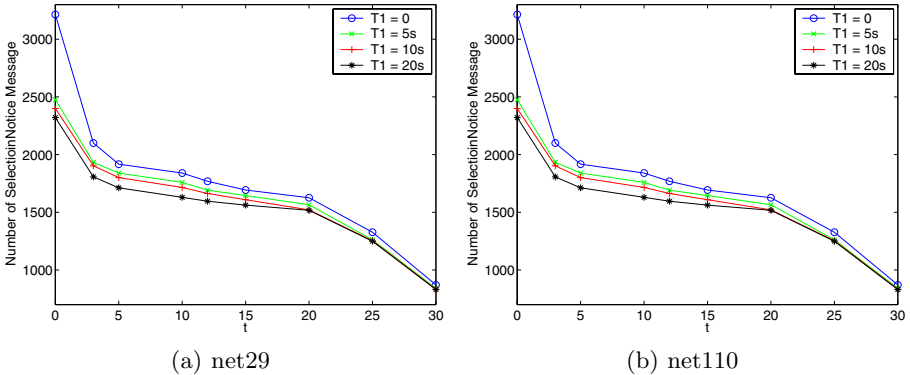 T1 = 0
T1 = 5s
T1 = 10s
T1 = 20s
3300
3000
2500
2000
1500
1000
Number of SelectioinNotice Message
0 5 10 15 20 25 30
t
(a) net29
T1 = 0
T1 = 5s
T1 = 10s
T1 = 20s
3000
2500
2000
1500
1000
Number of SelectioinNotice Message
0 5 10 15 20 25 30
t
(b) net110